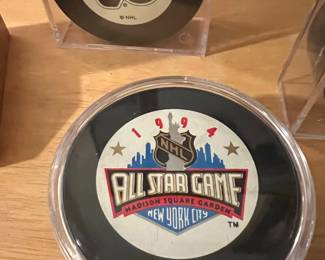 © NHL
1994
NHL
ALL STAR GAME
MADISON SQUARE GARDEN
NEW YORK CITY
TM